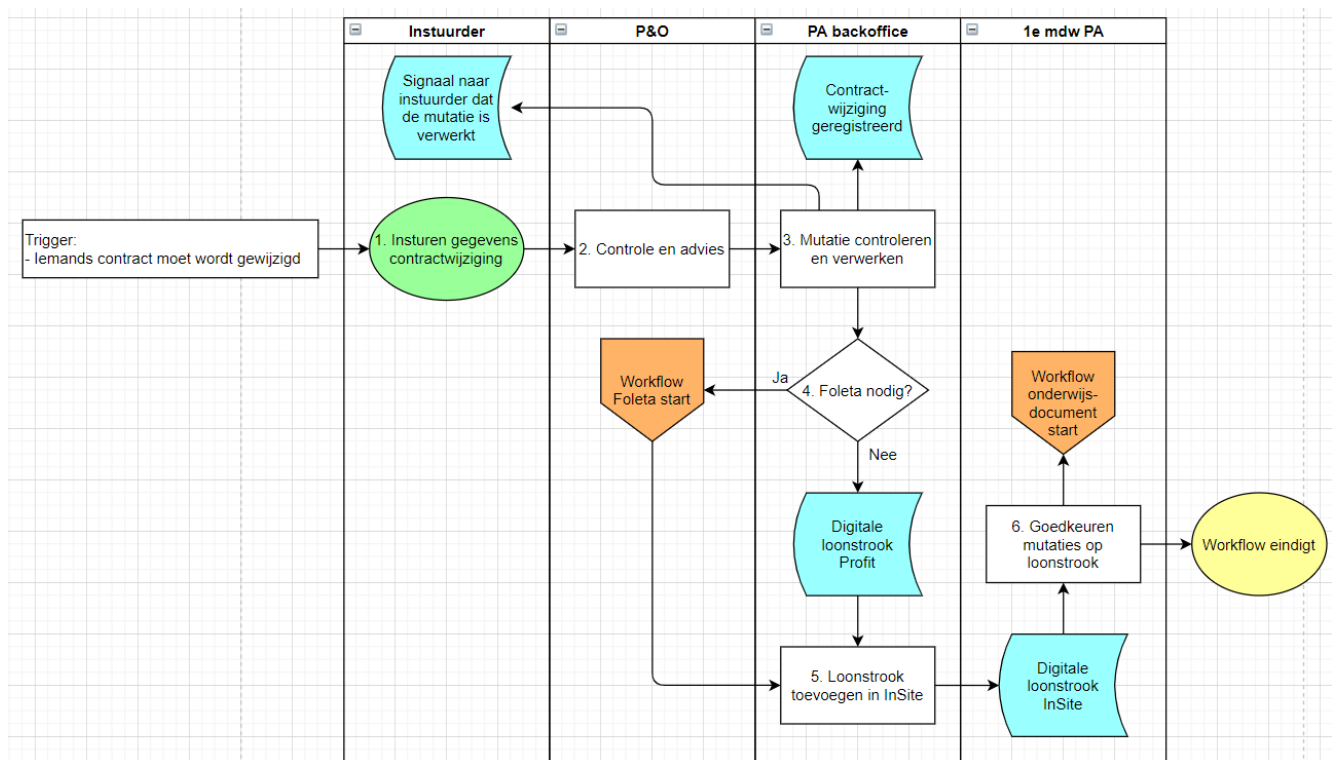 Instuurder
P&O
PA backoffice
1e mdw PA
Signaal naar
instuurder dat
de mutatie is
verwerkt
Contract-
wijziging
geregistreerd
Trigger:
- Iemands contract moet wordt gewijzigd
1. Insturen gegevens
contractwijziging
2. Controle en advies
3. Mutatie controleren
en verwerken
Workflow
Foleta start
Ja
4. Foleta nodig?
Nee
Workflow
onderwijs-
document
start
Digitale
loonstrook
Profit
6. Goedkeuren
mutaties op
loonstrook
Workflow eindigt
5. Loonstrook
toevoegen in InSite
Digitale
loonstrook
InSite